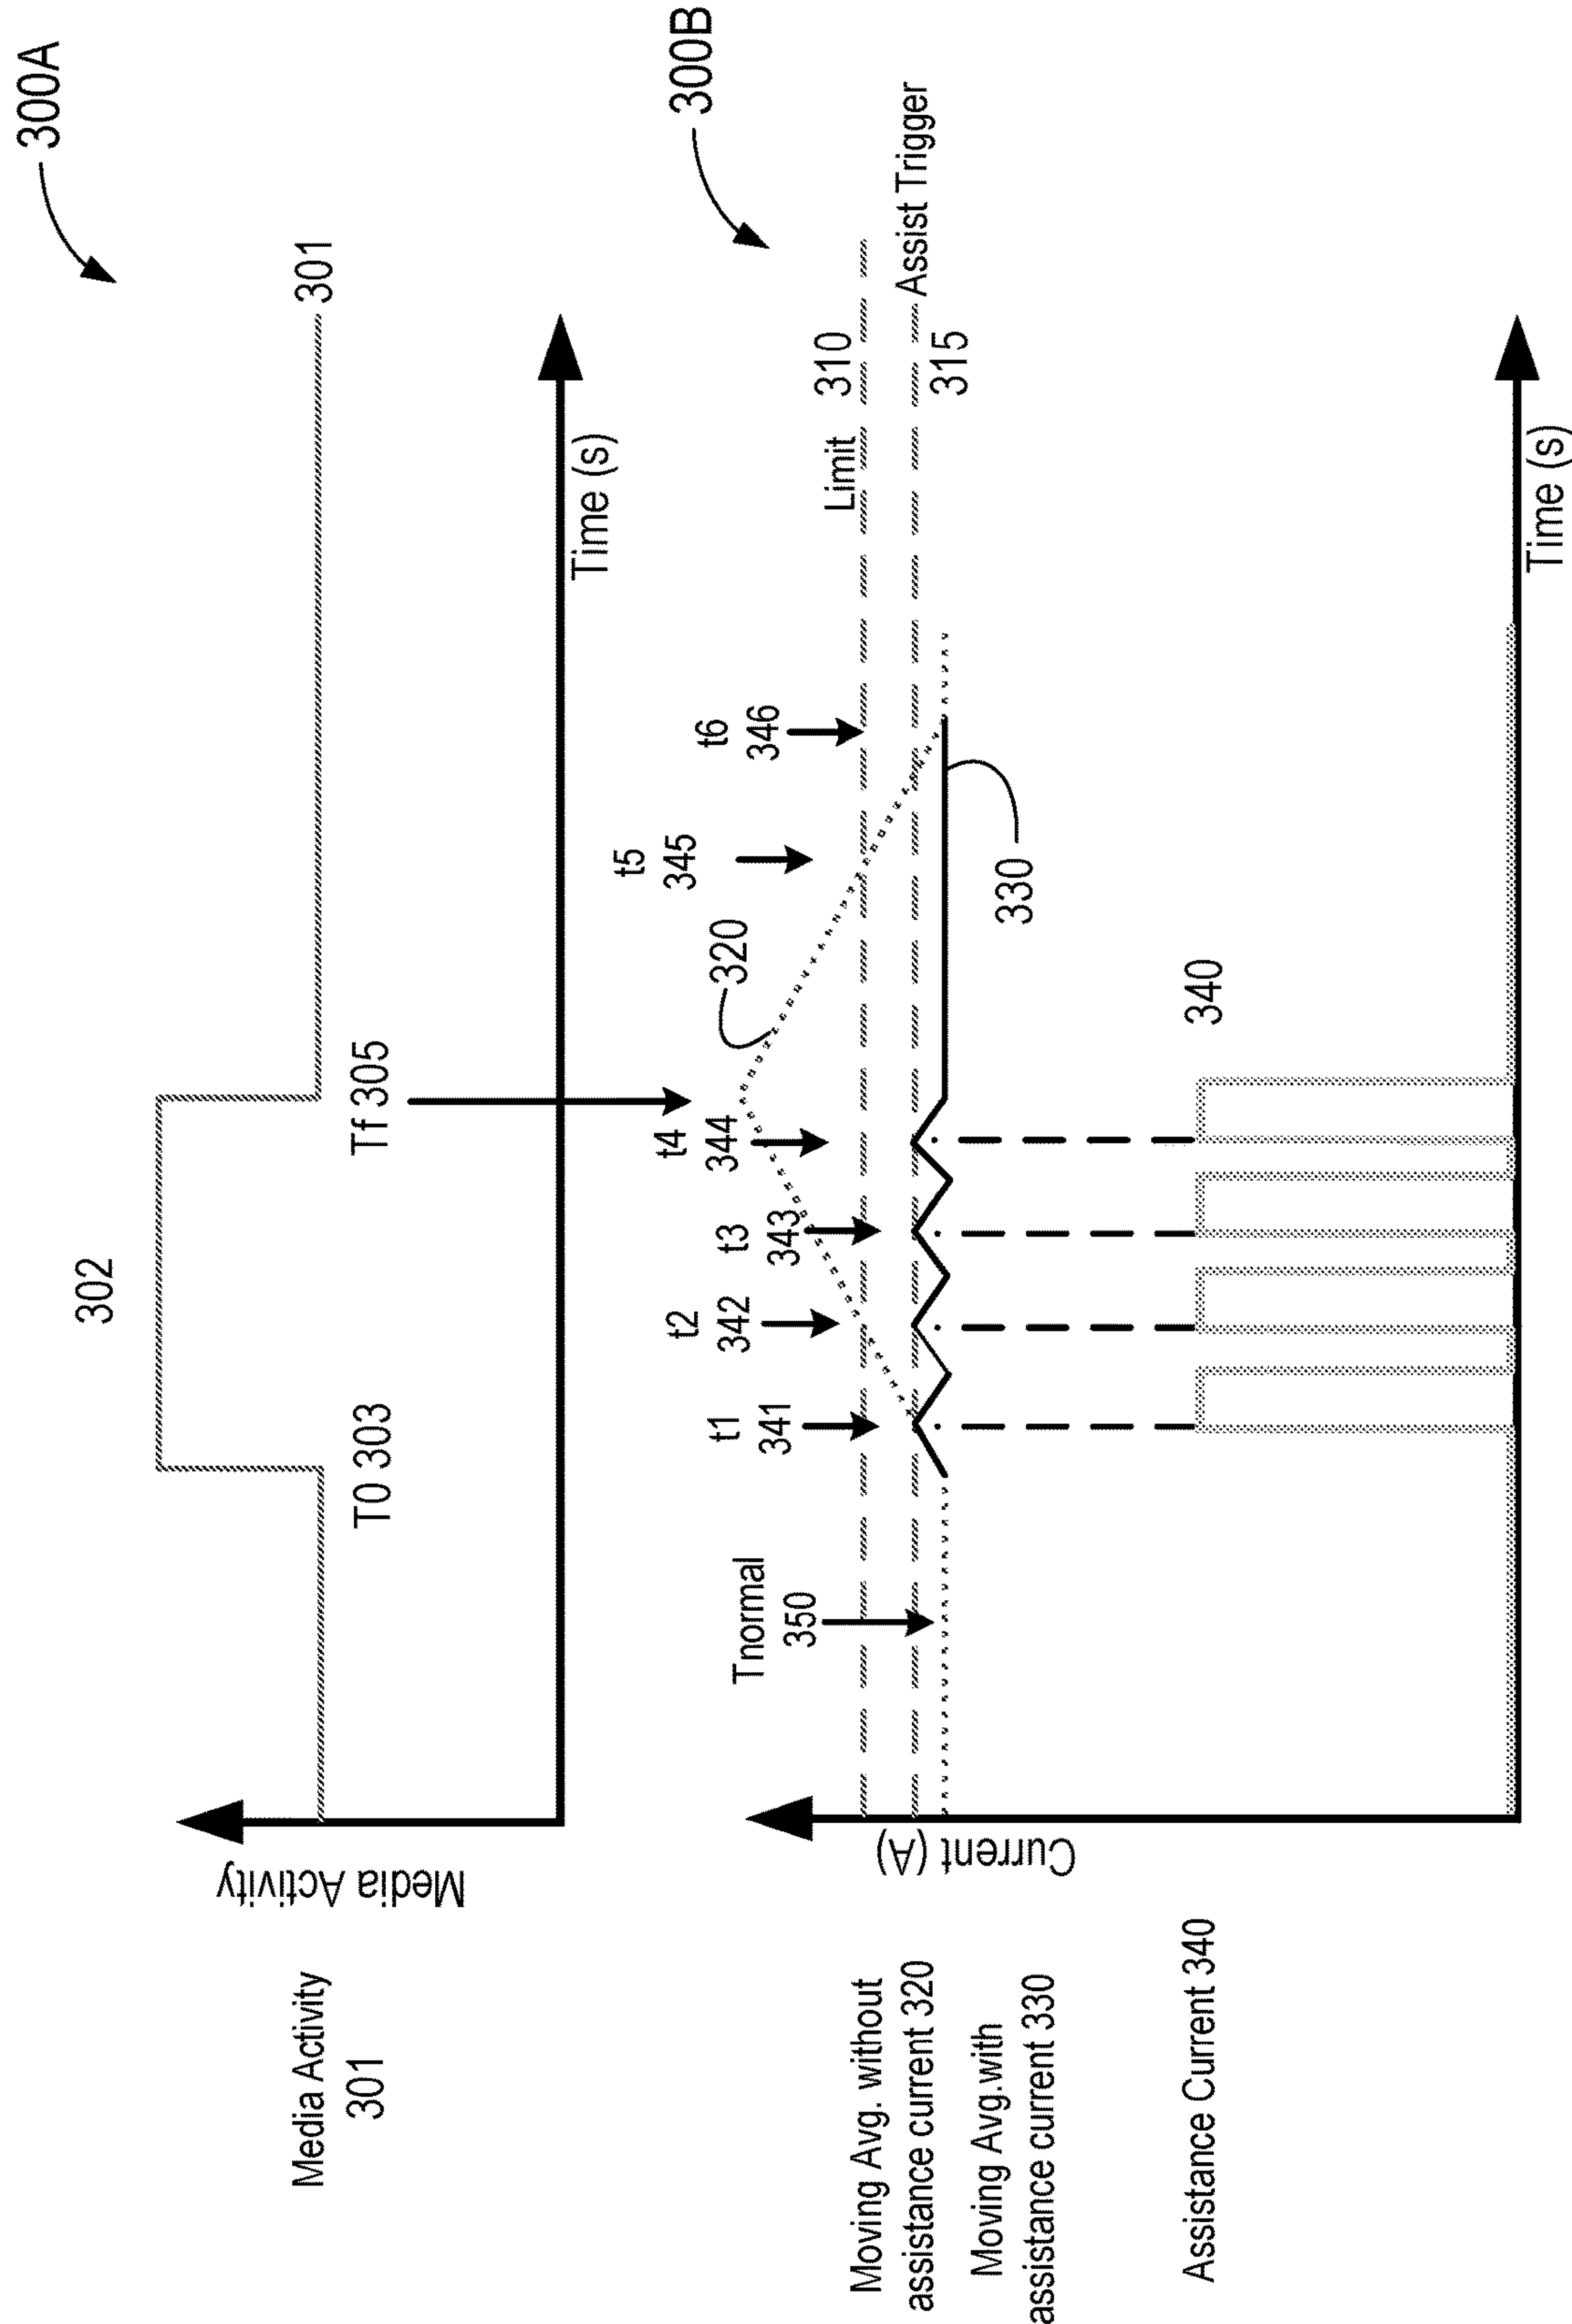 300A
302
301
Media Activity
301
Media Activity
T0 303
Tf 305
Time (s)
300B
t1
341
t2
342
t3
343
t4
344
320
t5
345
t6
346
Tnormal
350
Limit
310
Assist Trigger
315
Current (A)
Moving Avg. without
assistance current 320
Moving Avg.with
assistance current 330
330
340
Assistance Current 340
Time (s)